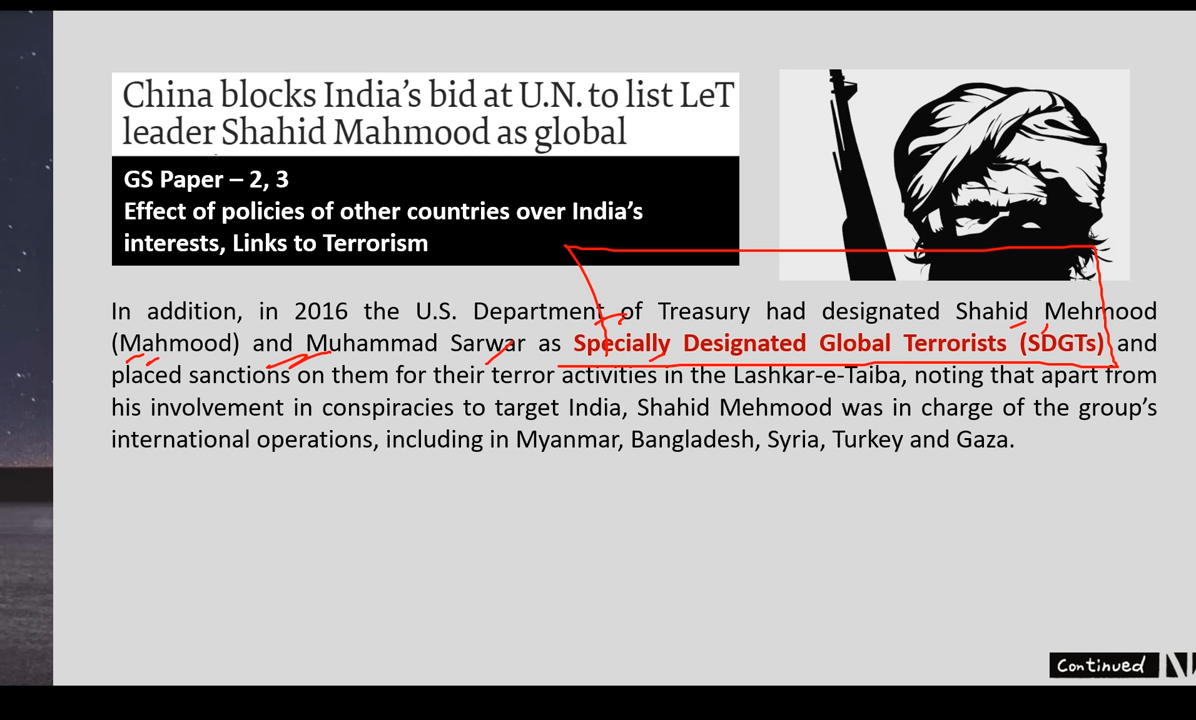 China blocks India's bid at U.N. to list LeT
leader Shahid Mahmood as global
GS Paper – 2, 3
Effect of policies of other countries over India's
interests, Links to Terrorism
In addition, in 2016 the U.S. Department of Treasury had designated Shahid Mehmood
(Mahmood) and Muhammad Sarwar as Specially Designated Global Terrorists (SDGTs) and
placed sanctions on them for their terror activities in the Lashkar-e-Taiba, noting that apart from
his involvement in conspiracies to target India, Shahid Mehmood was in charge of the group's
international operations, including in Myanmar, Bangladesh, Syria, Turkey and Gaza.
Continued